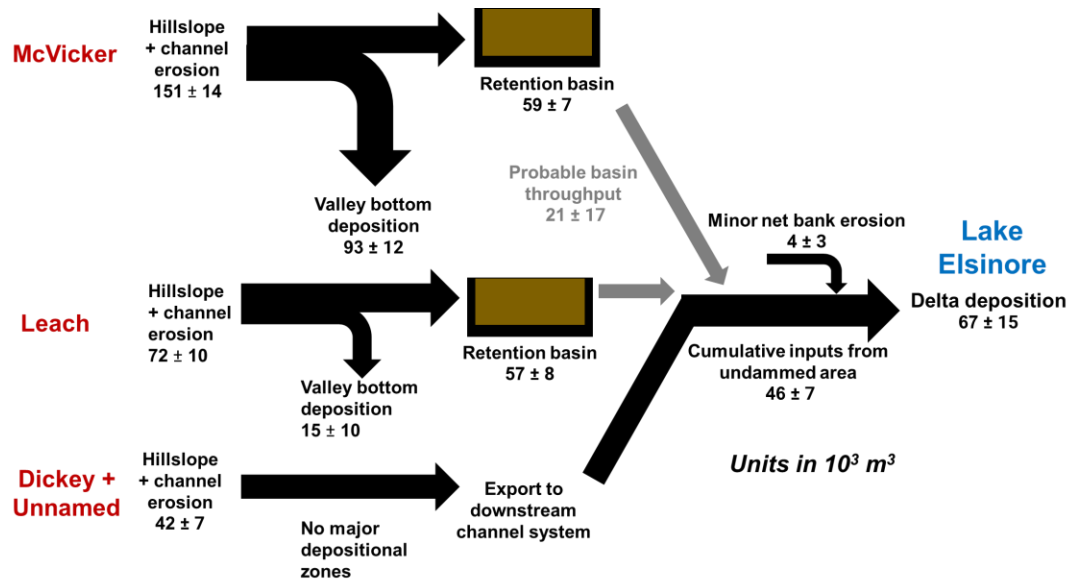 McVicker
Hillslope
+ channel
erosion
151 ± 14
Retention basin
59 ± 7
Valley bottom
deposition
93 ± 12
Probable basin
throughput
21 ± 17
Minor net bank erosion
4 ± 3
Lake
Elsinore
Delta deposition
67 ± 15
Leach
Hillslope
+ channel
erosion
72 ± 10
Retention basin
57 ± 8
Valley bottom
deposition
15 ± 10
Cumulative inputs from
undammed area
46 ± 7
Dickey +
Unnamed
Hillslope
+ channel
erosion
42 ± 7
No major
depositional
zones
Export to
downstream
channel system
Units in 10³ m³